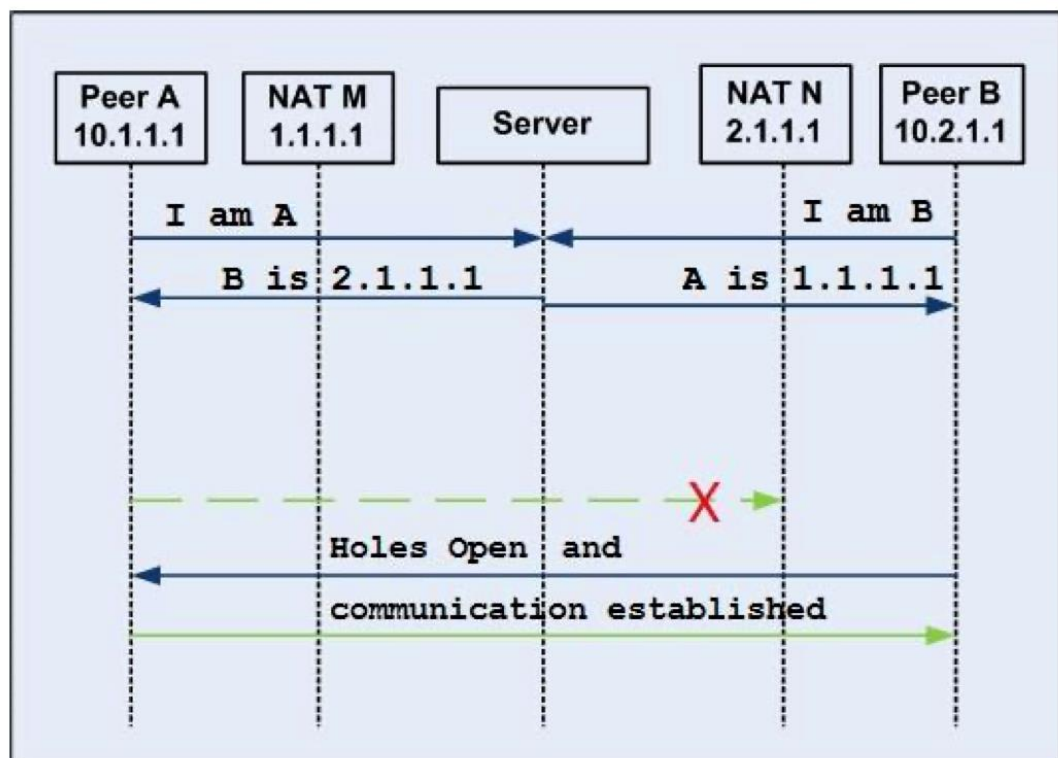 Peer A
10.1.1.1
NAT M
1.1.1.1
Server
NAT N
2.1.1.1
Peer B
10.2.1.1
I am A
I am B
B is 2.1.1.1
A is 1.1.1.1
X
Holes Open and
communication established